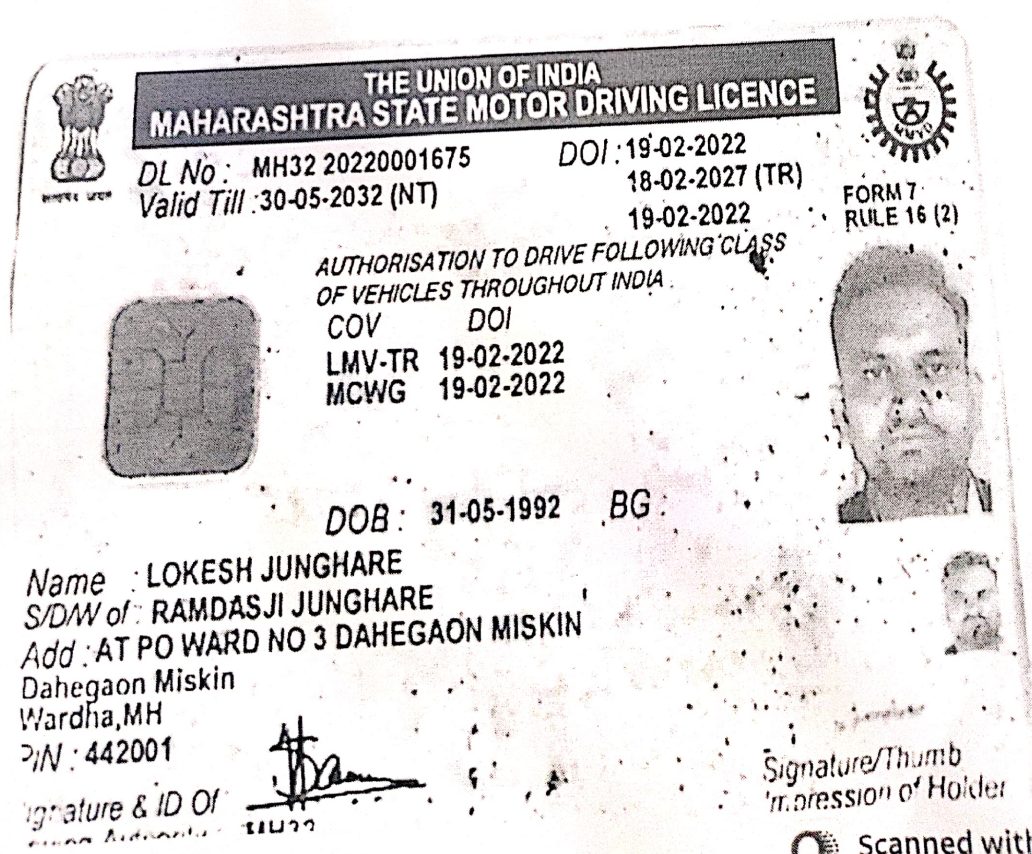 THE UNION OF INDIA
MAHARASHTRA STATE MOTOR DRIVING LICENCE
DL No : MH32 20220001675 DOI : 19-02-2022
Valid Till : 30-05-2032 (NT) 18-02-2027 (TR)
19-02-2022
FORM 7
RULE 16 (2)
AUTHORISATION TO DRIVE FOLLOWING CLASS
OF VEHICLES THROUGHOUT INDIA
COV DOI
LMV-TR 19-02-2022
MCWG 19-02-2022
DOB : 31-05-1992 BG :
Name : LOKESH JUNGHARE
S/D/W of : RAMDASJI JUNGHARE
Add : AT PO WARD NO 3 DAHEGAON MISKIN
Dahegaon Miskin
Wardha,MH
PIN : 442001
Signature & ID Of
Signature/Thumb
Impression of Holder
Scanned with